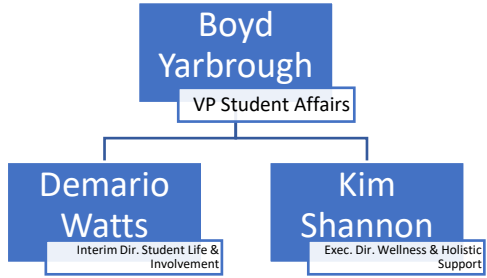 Boyd
Yarbrough
VP Student Affairs
Demario
Watts
Interim Dir. Student Life &
Involvement
Kim
Shannon
Exec. Dir. Wellness & Holistic
Support